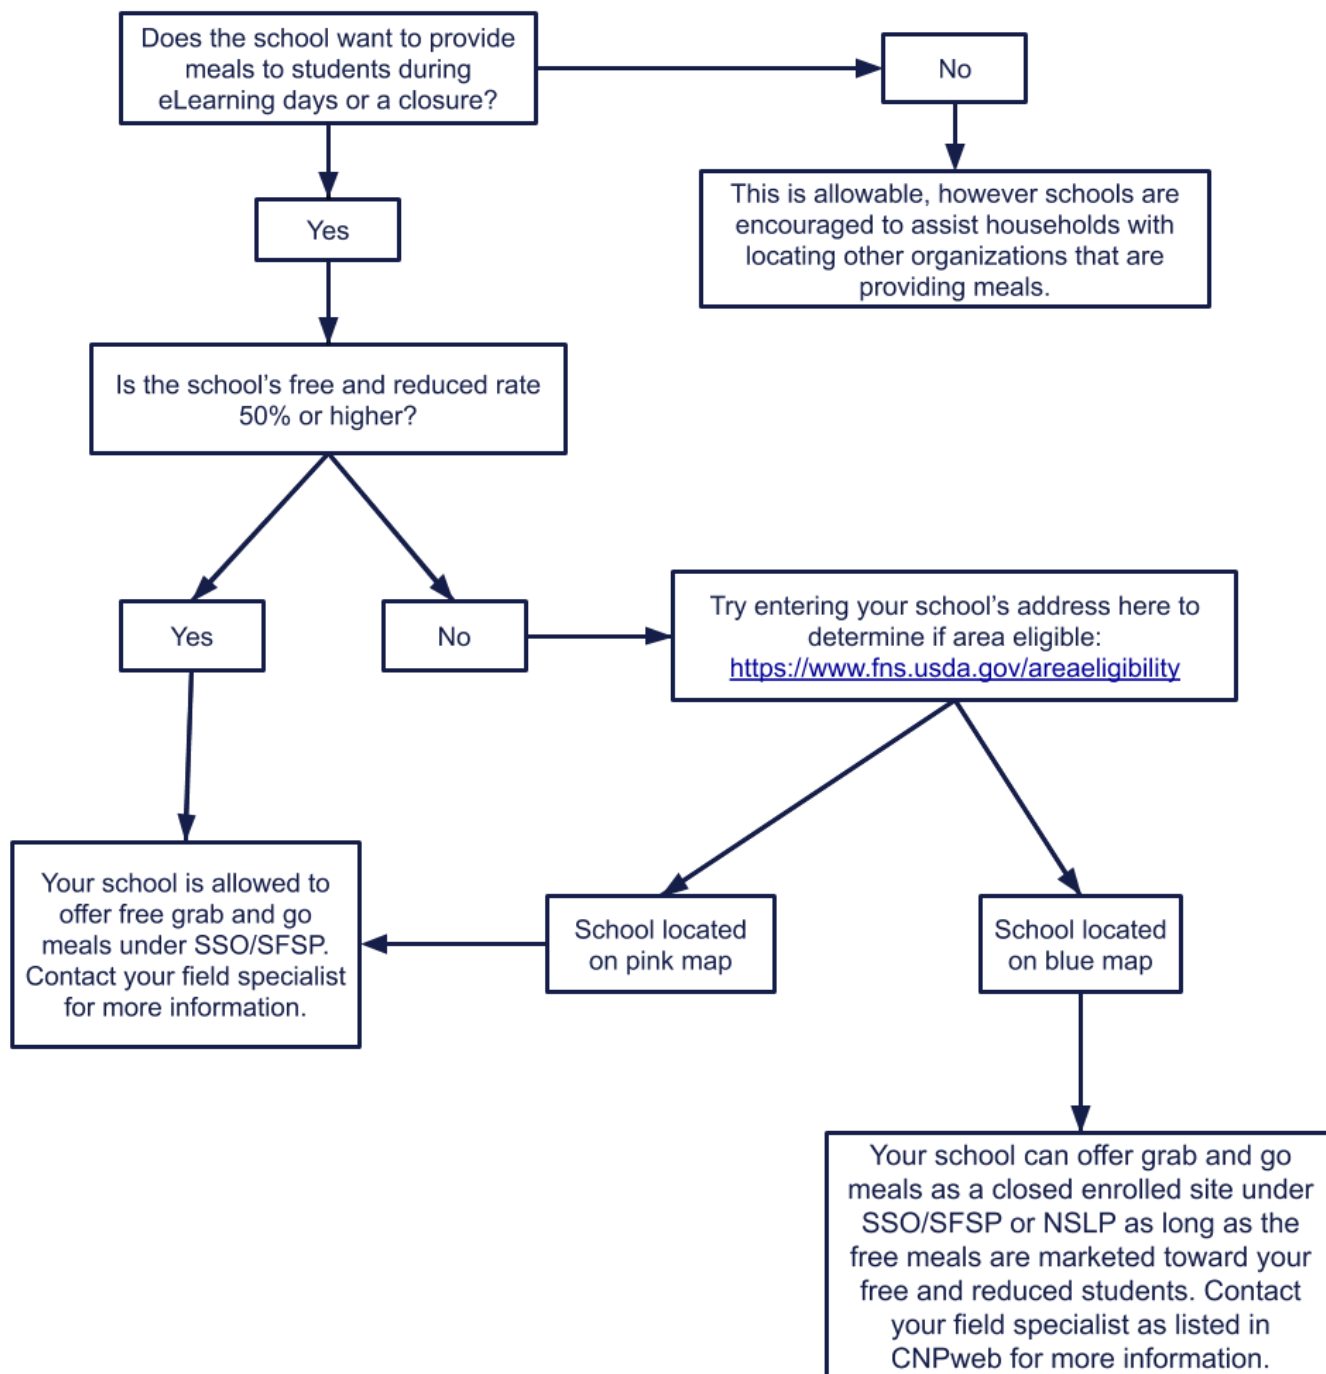 Does the school want to provide
meals to students during
eLearning days or a closure?
No
Yes
This is allowable, however schools are
encouraged to assist households with
locating other organizations that are
providing meals.
Is the school’s free and reduced rate
50% or higher?
Yes
No
Try entering your school’s address here to
determine if area eligible:
https://www.fns.usda.gov/areaeligibility
Your school is allowed to
offer free grab and go
meals under SSO/SFSP.
Contact your field specialist
for more information.
School located
on pink map
School located
on blue map
Your school can offer grab and go
meals as a closed enrolled site under
SSO/SFSP or NSLP as long as the
free meals are marketed toward your
free and reduced students. Contact
your field specialist as listed in
CNPweb for more information.